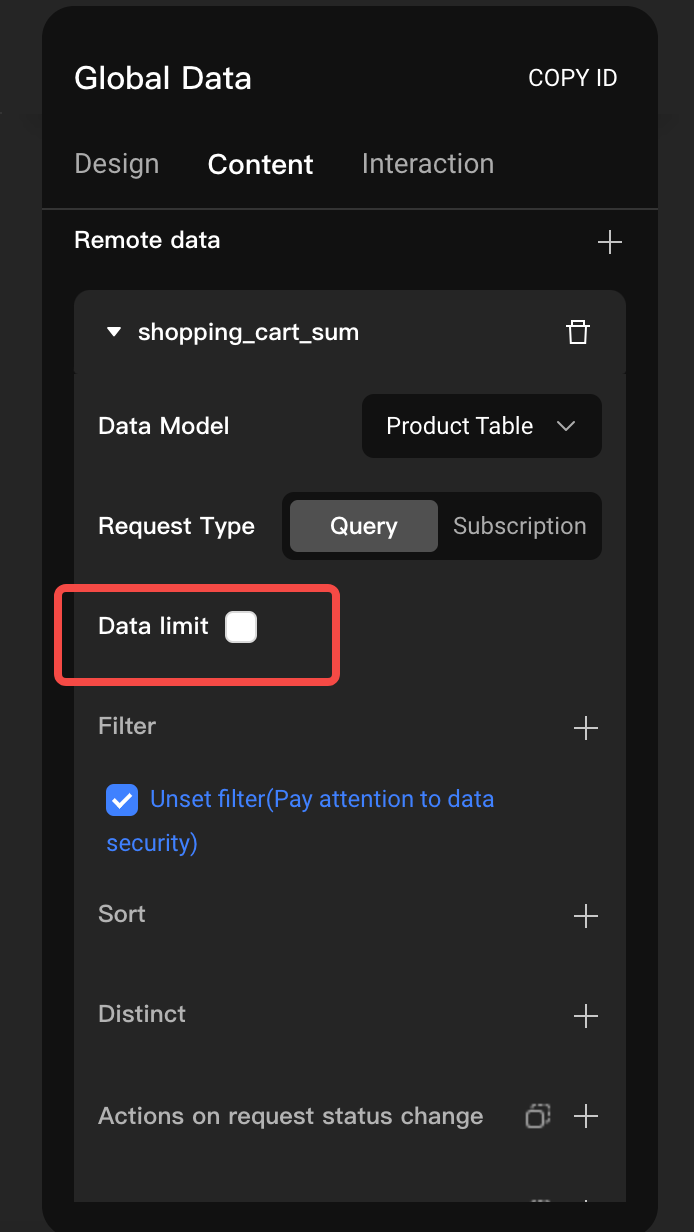 Global Data
COPY ID
Design
Content
Interaction
Remote data
shopping_cart_sum
Data Model
Product Table
Request Type
Query
Subscription
Data limit
Filter
Unset filter(Pay attention to data
security)
Sort
Distinct
Actions on request status change